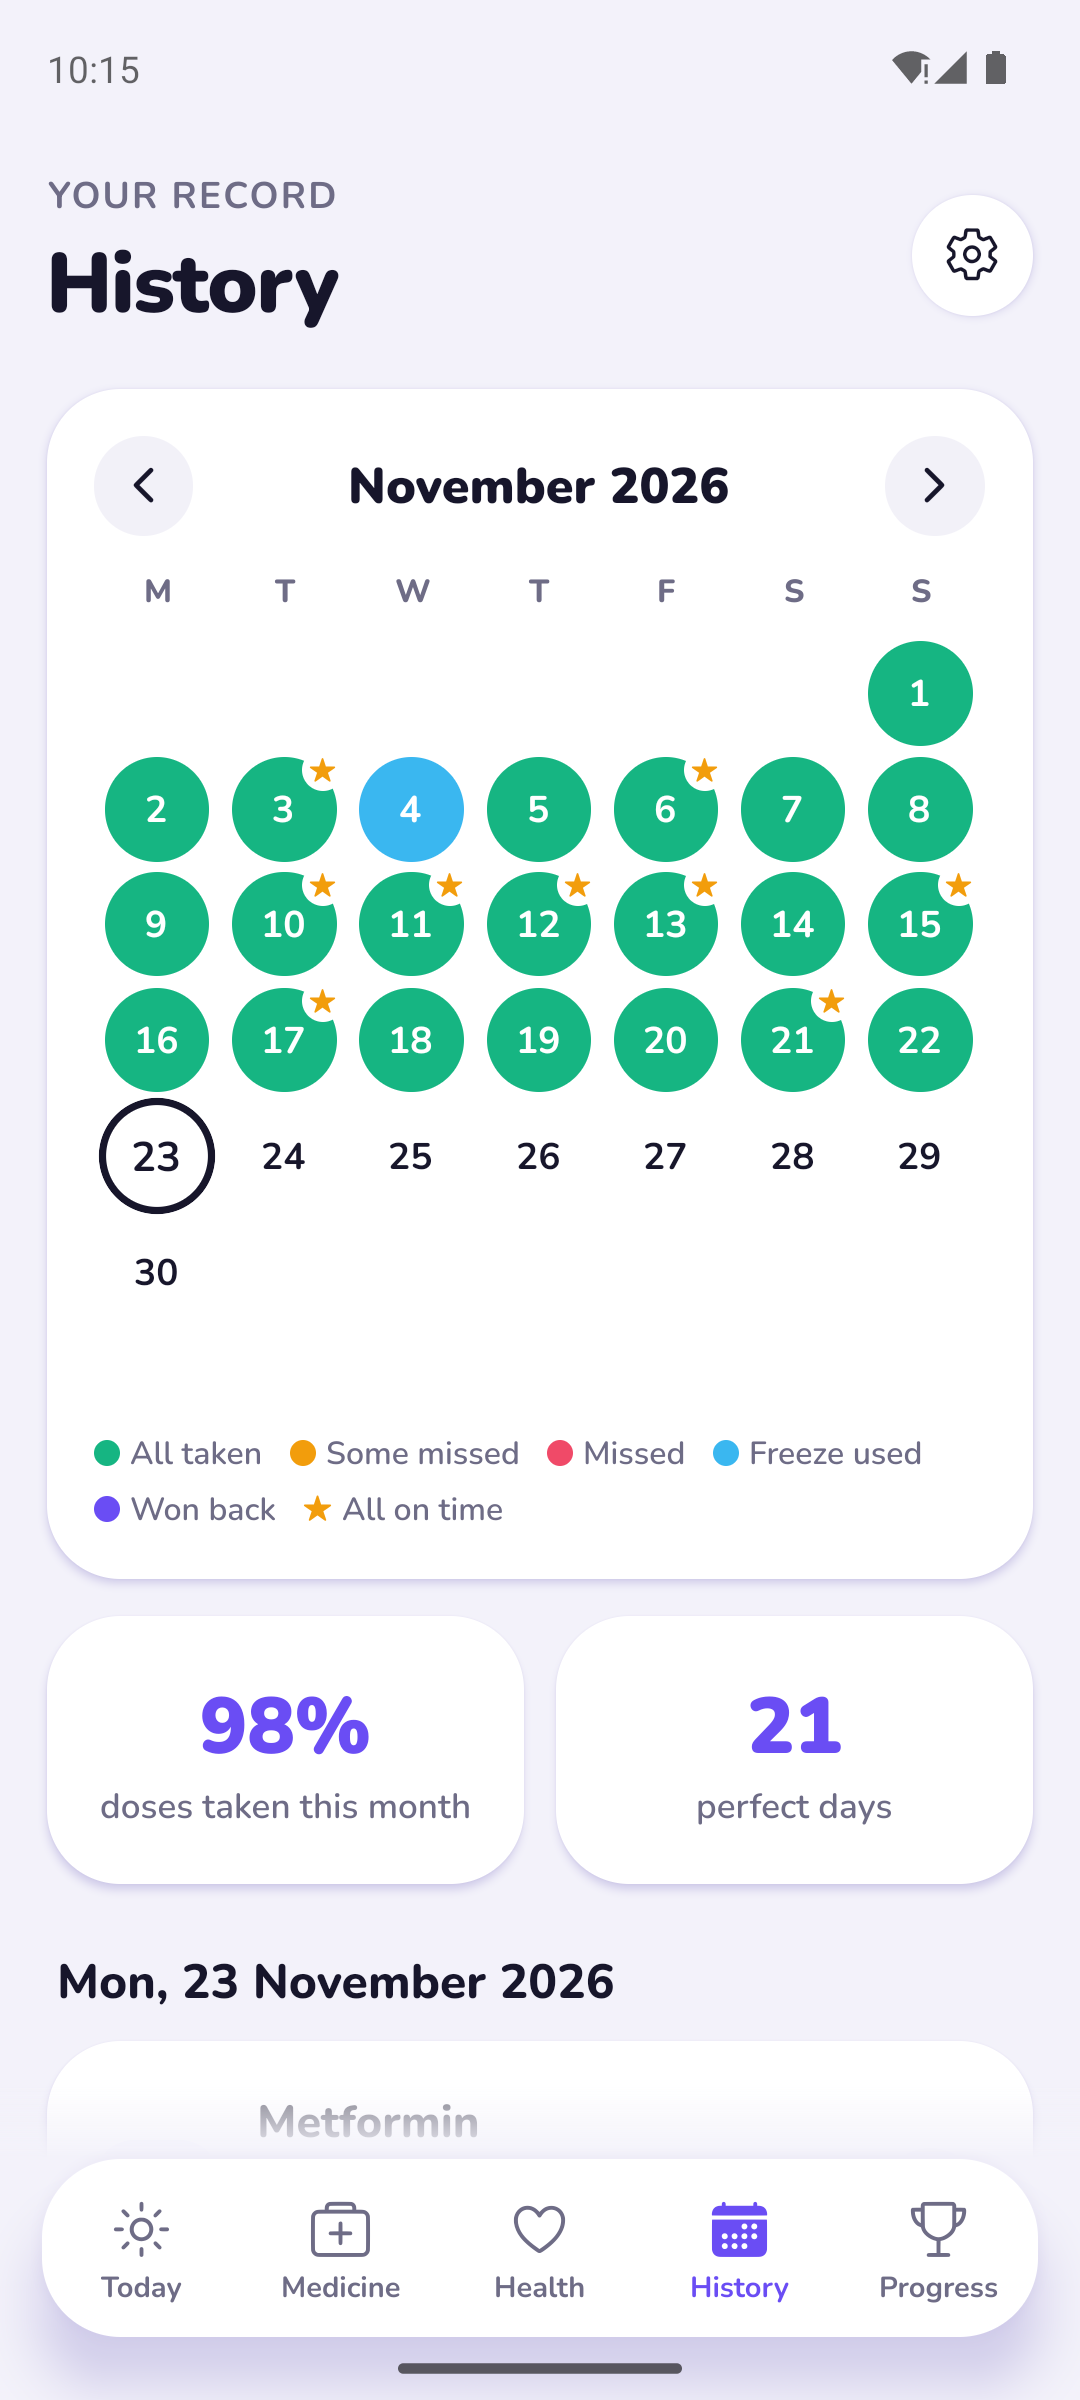 10:15
YOUR RECORD
History
November 2026
M T W T F S S
1
2 3 4 5 6 7 8
9 10 11 12 13 14 15
16 17 18 19 20 21 22
23 24 25 26 27 28 29
30
All taken Some missed Missed Freeze used
Won back All on time
98% 21
doses taken this month perfect days
Mon, 23 November 2026
Metformin
Today Medicine Health History Progress